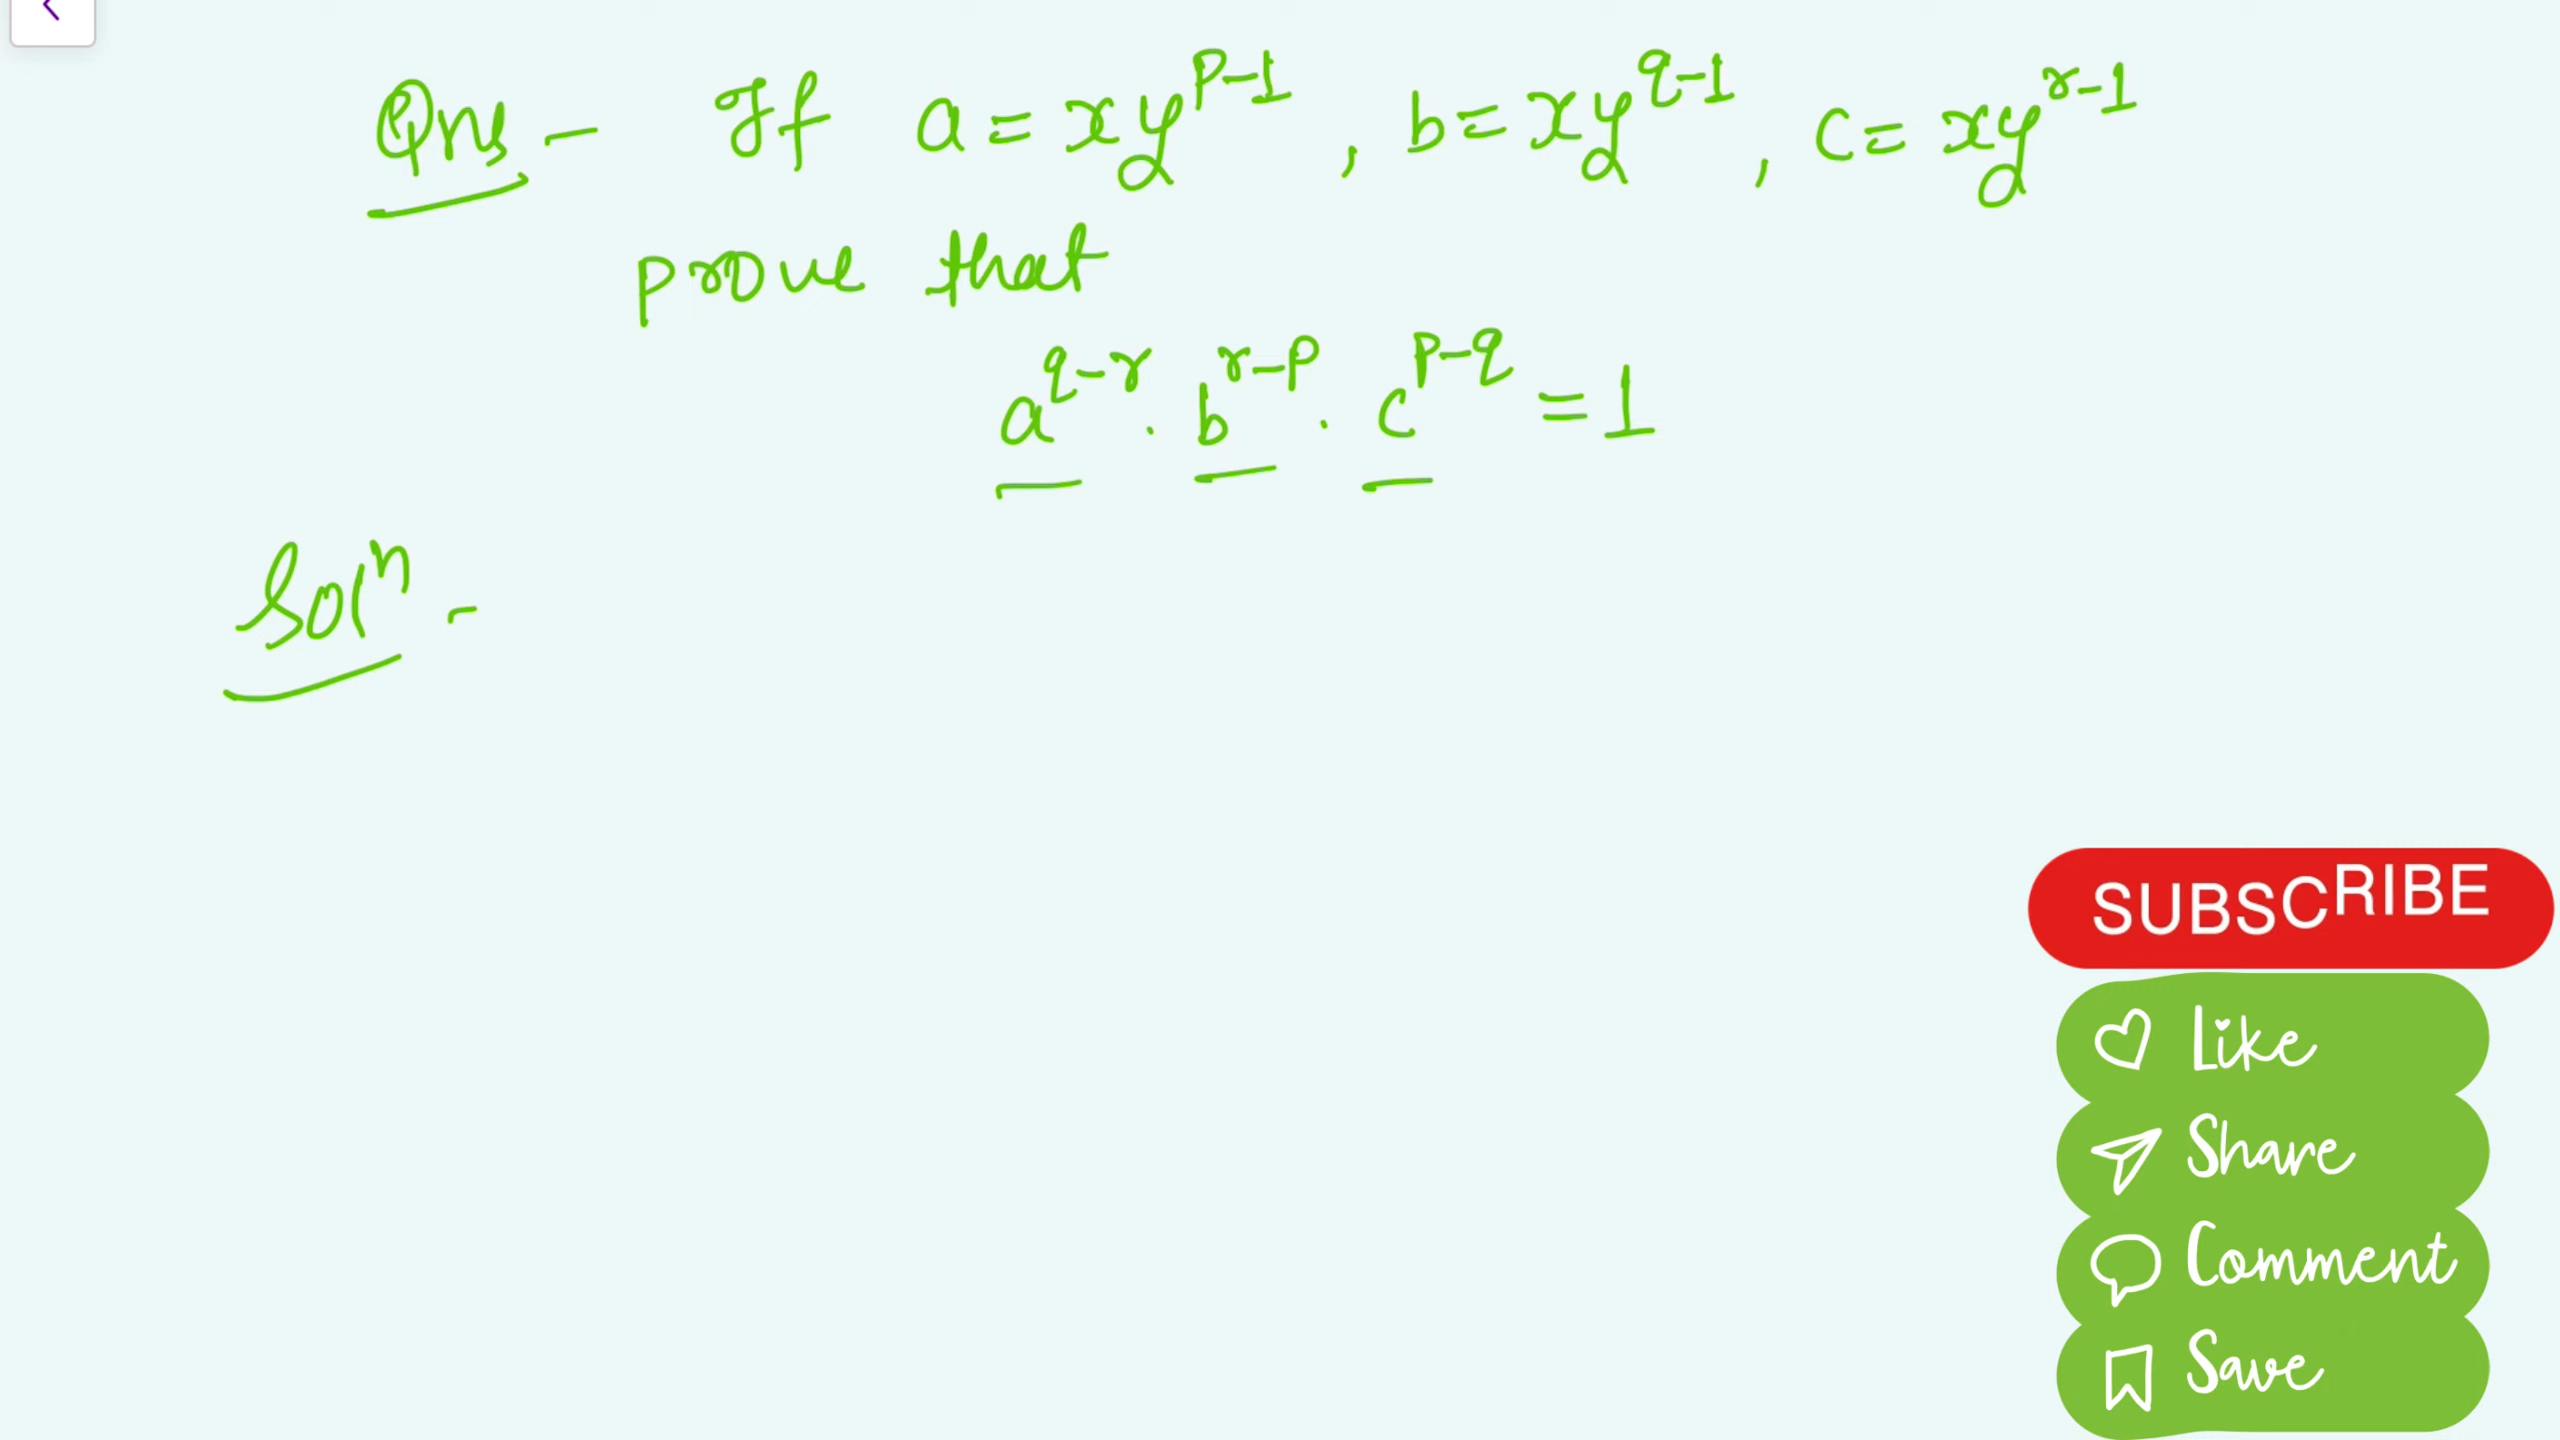 Qns - If a = xy^{p-1} , b = xy^{q-1} , c = xy^{r-1}
prove that
a^{q-r} . b^{r-p} . c^{p-q} = 1
Sol^n -
SUBSCRIBE
Like
Share
Comment
Save